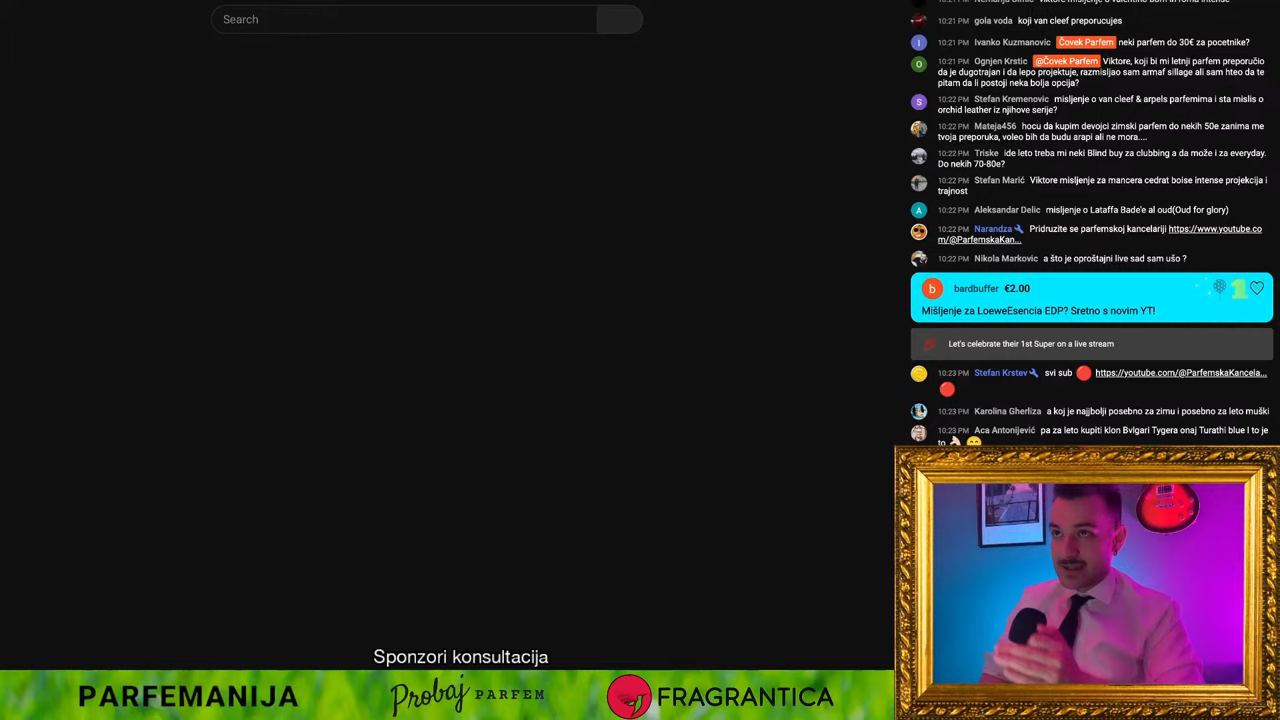 Search
gola voda koji van cleef preporucujes
10:21 PM
10:21 PM Ivanko Kuzmanovic Čovek Parfem neki parfem do 30€ za pocetnike?
10:21 PM Ognjen Krstic @Čovek Parfem Viktore, koji bi mi letnji parfem preporučio
da je dugotrajan i da lepo projektuje, razmisljao sam armaf sillage ali sam hteo da te
pitam da li postoji neka bolja opcija?
10:22 PM Stefan Kremenovic misljenje o van cleef & arpels parfemima i sta mislis o
orchid leather iz njihove serije?
10:22 PM Mateja456 hocu da kupim devojci zimski parfem do nekih 50e zanima me
tvoja preporuka, voleo bih da budu arapi ali ne mora....
10:22 PM Triske ide leto treba mi neki Blind buy za clubbing a da može i za everyday.
Do nekih 70-80e?
10:22 PM Stefan Marić Viktore misljenje za mancera cedrat boise intense projekcija i
trajnost
10:22 PM Aleksandar Delic misljenje o Lataffa Bade'e al oud(Oud for glory)
10:22 PM Narandza Pridruzite se parfemskoj kancelariji https://www.youtube.co
m/@ParfemskaKan...
10:22 PM Nikola Markovic a što je oproštajni live sad sam ušo ?
b bardbuffer €2.00
Mišljenje za LoeweEsencia EDP? Sretno s novim YT!
Let's celebrate their 1st Super on a live stream
10:23 PM Stefan Krstev svi sub https://youtube.com/@ParfemskaKancela...
10:23 PM Karolina Gherliza a koj je najjbolji posebno za zimu i posebno za leto muški
10:23 PM Aca Antonijević pa za leto kupiti klon Bvlgari Tygera onaj Turathi blue I to je
to
Sponzori konsultacija
PARFEMANIJA
Probaj PARFEM
FRAGRANTICA